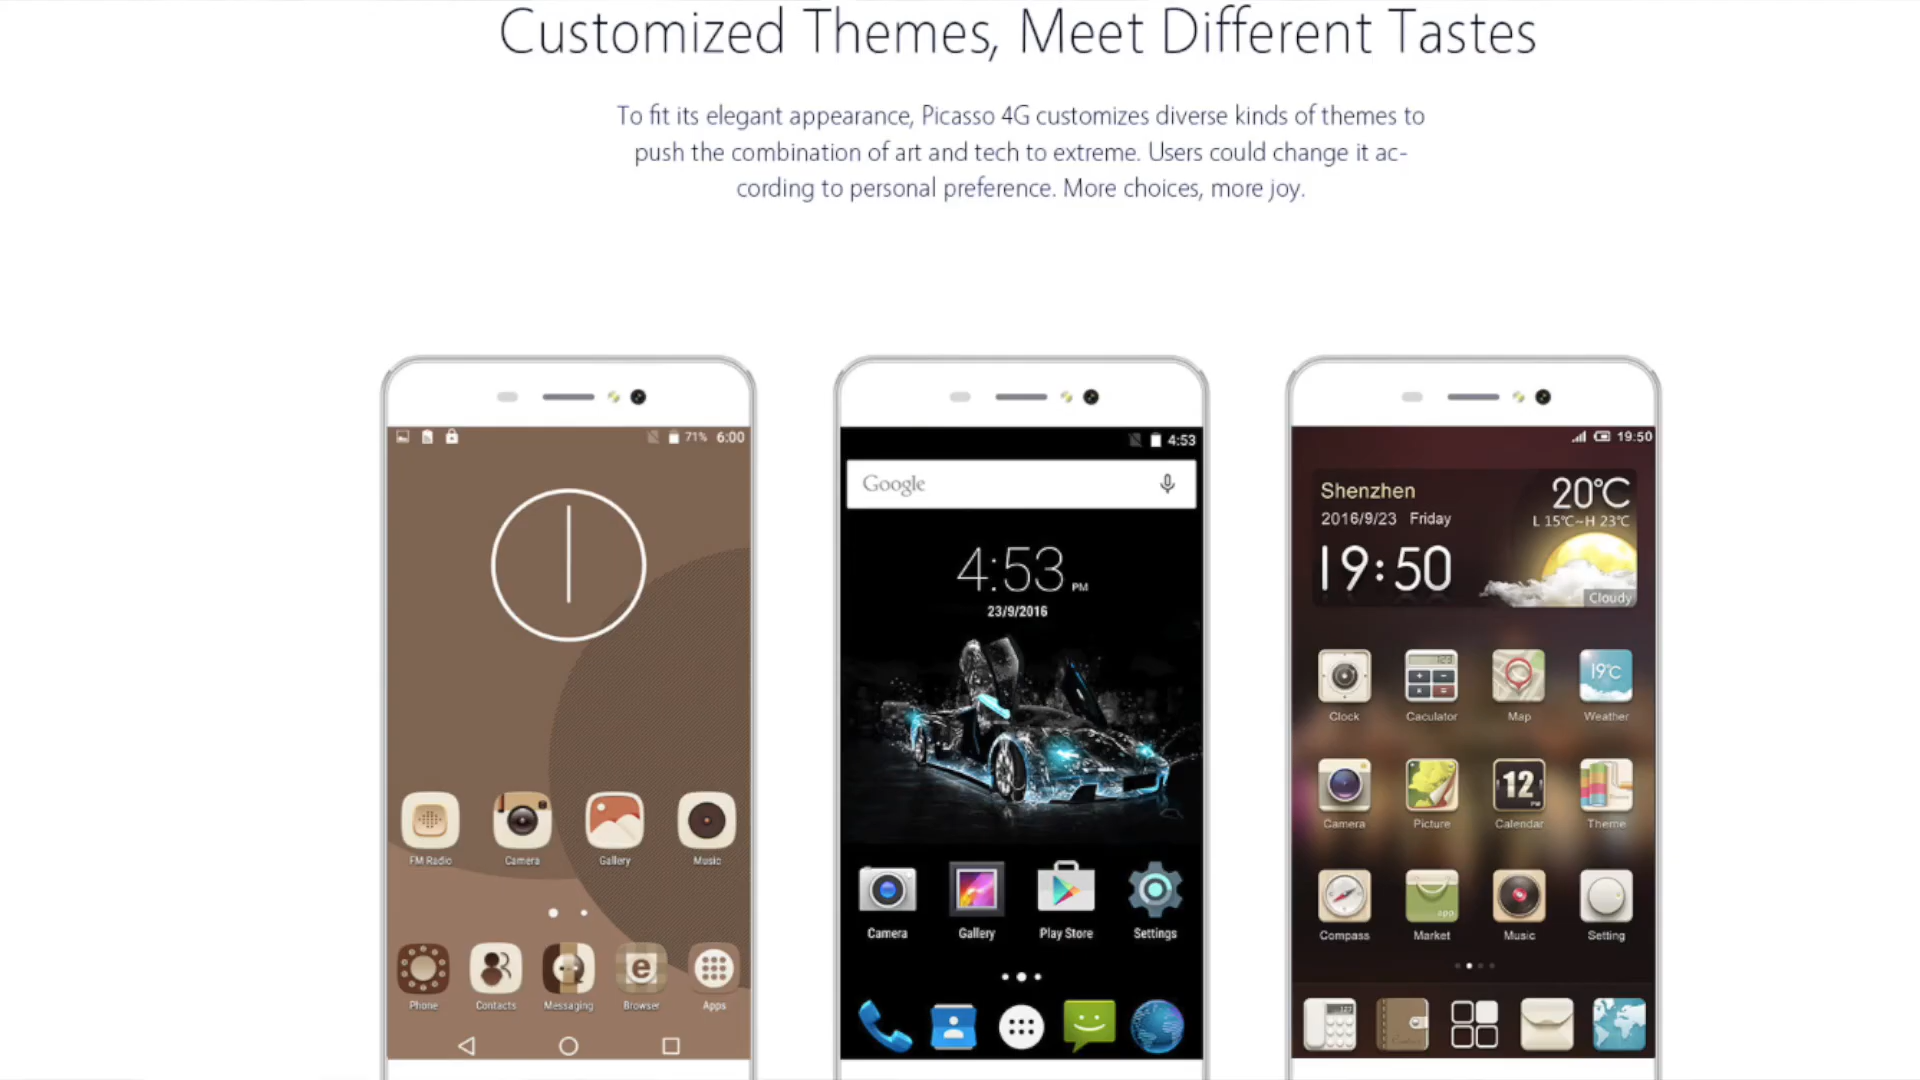 Customized Themes, Meet Different Tastes
To fit its elegant appearance, Picasso 4G customizes diverse kinds of themes to
push the combination of art and tech to extreme. Users could change it ac-
cording to personal preference. More choices, more joy.
71% 6:00
FM Radio Camera Gallery Music
Phone Contacts Messaging Browser Apps
4:53
Google
4:53 PM
23/9/2016
Camera Gallery Play Store Settings
19:50
Shenzhen 20°C
2016/9/23 Friday L 15°C~H 23°C
19:50
Cloudy
123 19°C
Clock Caculator Map Weather
12
PM
Camera Picture Calendar Theme
app
Compass Market Music Setting